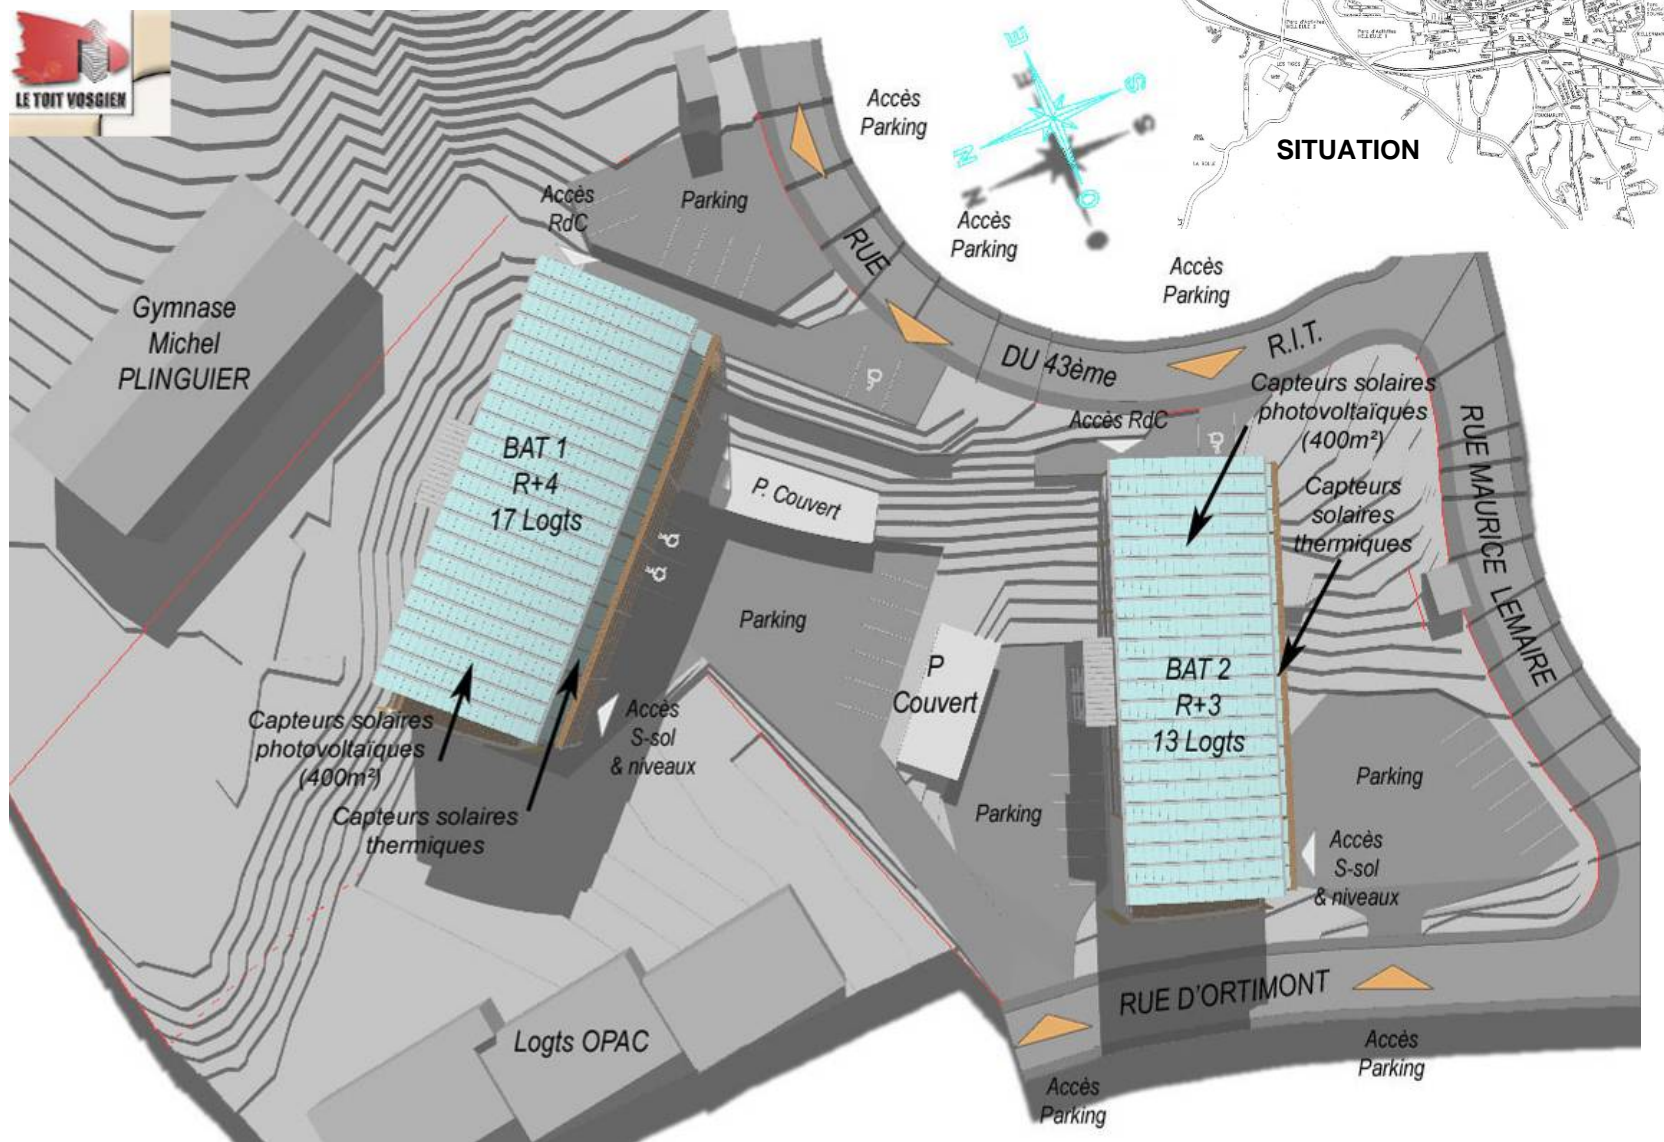 LE TOIT VOSGIEN
SITUATION
E
S
N
O
E
S
N
O
Accès
Parking
Accès
Parking
Accès
Parking
Accès
RdC
Parking
RUE
DU 43ème
R.I.T.
Gymnase
Michel
PLINGUIER
BAT 1
R+4
17 Logts
P. Couvert
Accès RdC
Capteurs solaires
photovoltaïques
(400m²)
Capteurs
solaires
thermiques
RUE MAURICE LEMAIRE
Parking
P
Couvert
BAT 2
R+3
13 Logts
Capteurs solaires
photovoltaïques
(400m²)
Accès
S-sol
& niveaux
Capteurs solaires
thermiques
Parking
Parking
Accès
S-sol
& niveaux
RUE D'ORTIMONT
Logts OPAC
Accès
Parking
Accès
Parking